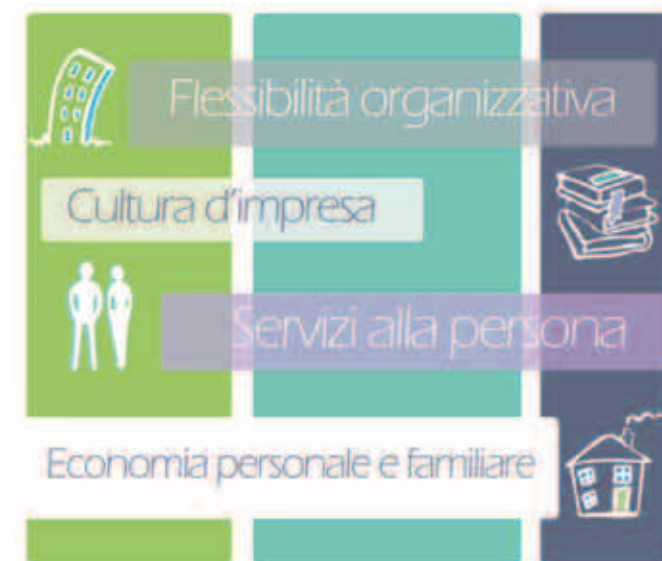 Flessibilità organizzativa
Cultura d'impresa
Servizi alla persona
Economia personale e familiare